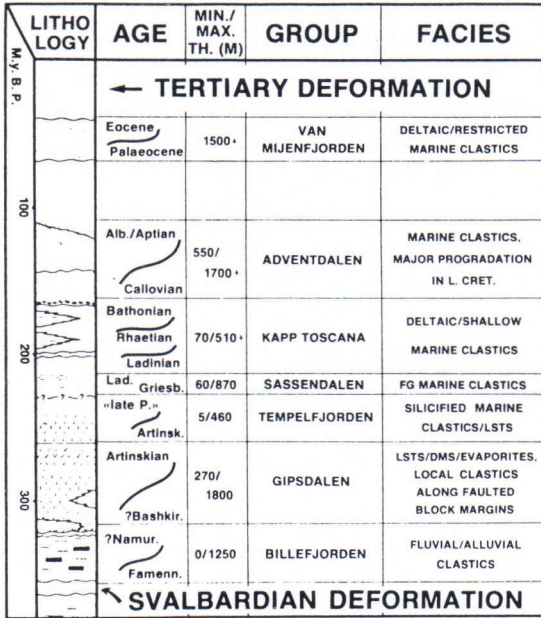 LITHO LOGY AGE MIN./ MAX. TH. (M) GROUP FACIES
M.y. B.P.
← TERTIARY DEFORMATION
Eocene
Palaeocene
1500+
VAN
MIJENFJORDEN
DELTAIC/RESTRICTED
MARINE CLASTICS
100
Alb./Aptian
Callovian
550/
1700+
ADVENTDALEN
MARINE CLASTICS,
MAJOR PROGRADATION
IN L. CRET.
Bathonian
Rhaetian
Ladinian
70/510+
KAPP TOSCANA
DELTAIC/SHALLOW
MARINE CLASTICS
200
Lad.
Griesb.
60/870
SASSENDALEN
FG MARINE CLASTICS
«late P.»
Artinsk.
5/460
TEMPELFJORDEN
SILICIFIED MARINE
CLASTICS/LSTS
Artinskian
?Bashkir.
270/
1800
GIPSDALEN
LSTS/DMS/EVAPORITES,
LOCAL CLASTICS
ALONG FAULTED
BLOCK MARGINS
300
?Namur.
Famenn.
0/1250
BILLEFJORDEN
FLUVIAL/ALLUVIAL
CLASTICS
SVALBARDIAN DEFORMATION